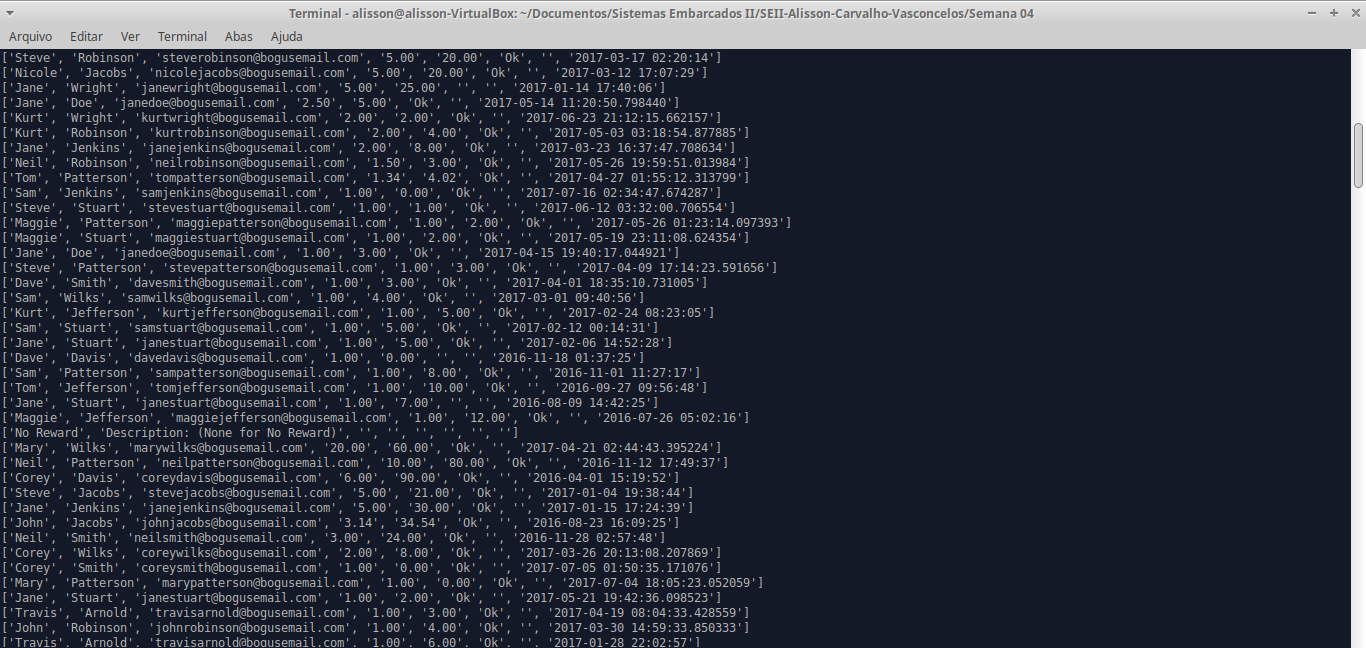 Terminal - alisson@alisson-VirtualBox: ~/Documentos/Sistemas Embarcados II/SEII-Alisson-Carvalho-Vasconcelos/Semana 04
Arquivo Editar Ver Terminal Abas Ajuda
['Steve', 'Robinson', 'steverobinson@bogusemail.com', '5.00', '20.00', 'Ok', '', '2017-03-17 02:20:14']
['Nicole', 'Jacobs', 'nicolejacobs@bogusemail.com', '5.00', '20.00', 'Ok', '', '2017-03-12 17:07:29']
['Jane', 'Wright', 'janewright@bogusemail.com', '5.00', '25.00', '', '', '2017-01-14 17:40:06']
['Jane', 'Doe', 'janedoe@bogusemail.com', '2.50', '5.00', 'Ok', '', '2017-05-14 11:20:50.798440']
['Kurt', 'Wright', 'kurtwright@bogusemail.com', '2.00', '2.00', 'Ok', '', '2017-06-23 21:12:15.662157']
['Kurt', 'Robinson', 'kurtrobinson@bogusemail.com', '2.00', '4.00', 'Ok', '', '2017-05-03 03:18:54.877885']
['Jane', 'Jenkins', 'janejenkins@bogusemail.com', '2.00', '8.00', 'Ok', '', '2017-03-23 16:37:47.708634']
['Neil', 'Robinson', 'neilrobinson@bogusemail.com', '1.50', '3.00', 'Ok', '', '2017-05-26 19:59:51.013984']
['Tom', 'Patterson', 'tompatterson@bogusemail.com', '1.34', '4.02', 'Ok', '', '2017-04-27 01:55:12.313799']
['Sam', 'Jenkins', 'samjenkins@bogusemail.com', '1.00', '0.00', 'Ok', '', '2017-07-16 02:34:47.674287']
['Steve', 'Stuart', 'stevestuart@bogusemail.com', '1.00', '1.00', 'Ok', '', '2017-06-12 03:32:00.706554']
['Maggie', 'Patterson', 'maggiepatterson@bogusemail.com', '1.00', '2.00', 'Ok', '', '2017-05-26 01:23:14.097393']
['Maggie', 'Stuart', 'maggiestuart@bogusemail.com', '1.00', '2.00', 'Ok', '', '2017-05-19 23:11:08.624354']
['Jane', 'Doe', 'janedoe@bogusemail.com', '1.00', '3.00', 'Ok', '', '2017-04-15 19:40:17.044921']
['Steve', 'Patterson', 'stevepatterson@bogusemail.com', '1.00', '3.00', 'Ok', '', '2017-04-09 17:14:23.591656']
['Dave', 'Smith', 'davesmith@bogusemail.com', '1.00', '3.00', 'Ok', '', '2017-04-01 18:35:10.731005']
['Sam', 'Wilks', 'samwilks@bogusemail.com', '1.00', '4.00', 'Ok', '', '2017-03-01 09:40:56']
['Kurt', 'Jefferson', 'kurtjefferson@bogusemail.com', '1.00', '5.00', 'Ok', '', '2017-02-24 08:23:05']
['Sam', 'Stuart', 'samstuart@bogusemail.com', '1.00', '5.00', 'Ok', '', '2017-02-12 00:14:31']
['Jane', 'Stuart', 'janestuart@bogusemail.com', '1.00', '5.00', 'Ok', '', '2017-02-06 14:52:28']
['Dave', 'Davis', 'davedavis@bogusemail.com', '1.00', '0.00', '', '', '2016-11-18 01:37:25']
['Sam', 'Patterson', 'sampatterson@bogusemail.com', '1.00', '8.00', 'Ok', '', '2016-11-01 11:27:17']
['Tom', 'Jefferson', 'tomjefferson@bogusemail.com', '1.00', '10.00', 'Ok', '', '2016-09-27 09:56:48']
['Jane', 'Stuart', 'janestuart@bogusemail.com', '1.00', '7.00', '', '', '2016-08-09 14:42:25']
['Maggie', 'Jefferson', 'maggiejefferson@bogusemail.com', '1.00', '12.00', 'Ok', '', '2016-07-26 05:02:16']
['No Reward', 'Description: (None for No Reward)', '', '', '', '', '', '']
['Mary', 'Wilks', 'marywilks@bogusemail.com', '20.00', '60.00', 'Ok', '', '2017-04-21 02:44:43.395224']
['Neil', 'Patterson', 'neilpatterson@bogusemail.com', '10.00', '80.00', 'Ok', '', '2016-11-12 17:49:37']
['Corey', 'Davis', 'coreydavis@bogusemail.com', '6.00', '90.00', 'Ok', '', '2016-04-01 15:19:52']
['Steve', 'Jacobs', 'stevejacobs@bogusemail.com', '5.00', '21.00', 'Ok', '', '2017-01-04 19:38:44']
['Jane', 'Jenkins', 'janejenkins@bogusemail.com', '5.00', '30.00', 'Ok', '', '2017-01-15 17:24:39']
['John', 'Jacobs', 'johnjacobs@bogusemail.com', '3.14', '34.54', 'Ok', '', '2016-08-23 16:09:25']
['Neil', 'Smith', 'neilsmith@bogusemail.com', '3.00', '24.00', 'Ok', '', '2016-11-28 02:57:48']
['Corey', 'Wilks', 'coreywilks@bogusemail.com', '2.00', '8.00', 'Ok', '', '2017-03-26 20:13:08.207869']
['Corey', 'Smith', 'coreysmith@bogusemail.com', '1.00', '0.00', 'Ok', '', '2017-07-05 01:50:35.171076']
['Mary', 'Patterson', 'marypatterson@bogusemail.com', '1.00', '0.00', 'Ok', '', '2017-07-04 18:05:23.052059']
['Jane', 'Stuart', 'janestuart@bogusemail.com', '1.00', '2.00', 'Ok', '', '2017-05-21 19:42:36.098523']
['Travis', 'Arnold', 'travisarnold@bogusemail.com', '1.00', '3.00', 'Ok', '', '2017-04-19 08:04:33.428559']
['John', 'Robinson', 'johnrobinson@bogusemail.com', '1.00', '4.00', 'Ok', '', '2017-03-30 14:59:33.850333']
['Travis', 'Arnold', 'travisarnold@bogusemail.com', '1.00', '6.00', 'Ok', '', '2017-01-28 22:02:57']